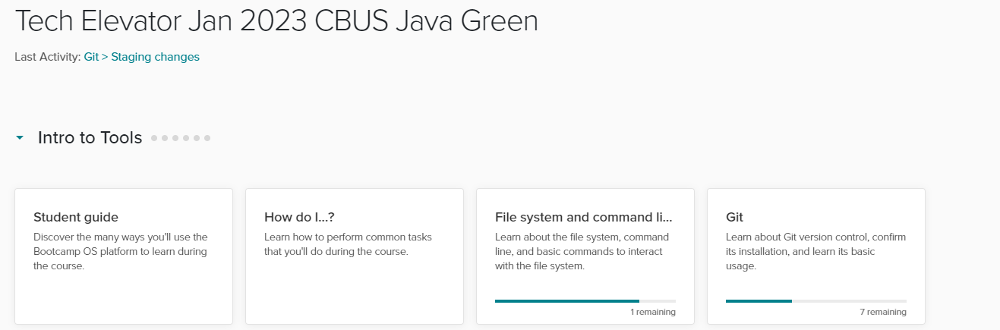 Tech Elevator Jan 2023 CBUS Java Green
Last Activity: Git > Staging changes
Intro to Tools
Student guide
Discover the many ways you'll use the
Bootcamp OS platform to learn during
the course.
How do I...?
Learn how to perform common tasks
that you'll do during the course.
File system and command li...
Learn about the file system, command
line, and basic commands to interact
with the file system.
1 remaining
Git
Learn about Git version control, confirm
its installation, and learn its basic
usage.
7 remaining